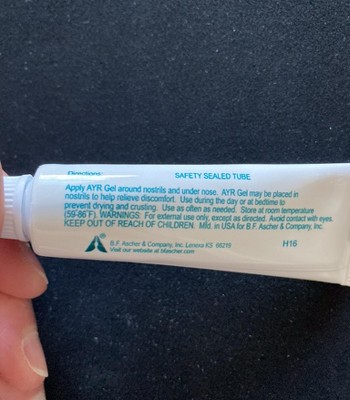 Directions: SAFETY SEALED TUBE
Apply AYR Gel around nostrils and under nose. AYR Gel may be placed in
nostrils to help relieve discomfort. Use during the day or at bedtime to
prevent drying and crusting. Use as often as needed. Store at room temperature
(59-86°F). WARNINGS: For external use only, except as directed. Avoid contact with eyes.
KEEP OUT OF REACH OF CHILDREN. Mfd. in USA for B.F. Ascher & Company, Inc.
B.F. Ascher & Company, Inc. Lenexa KS 66219 H16
Visit our website at bfascher.com